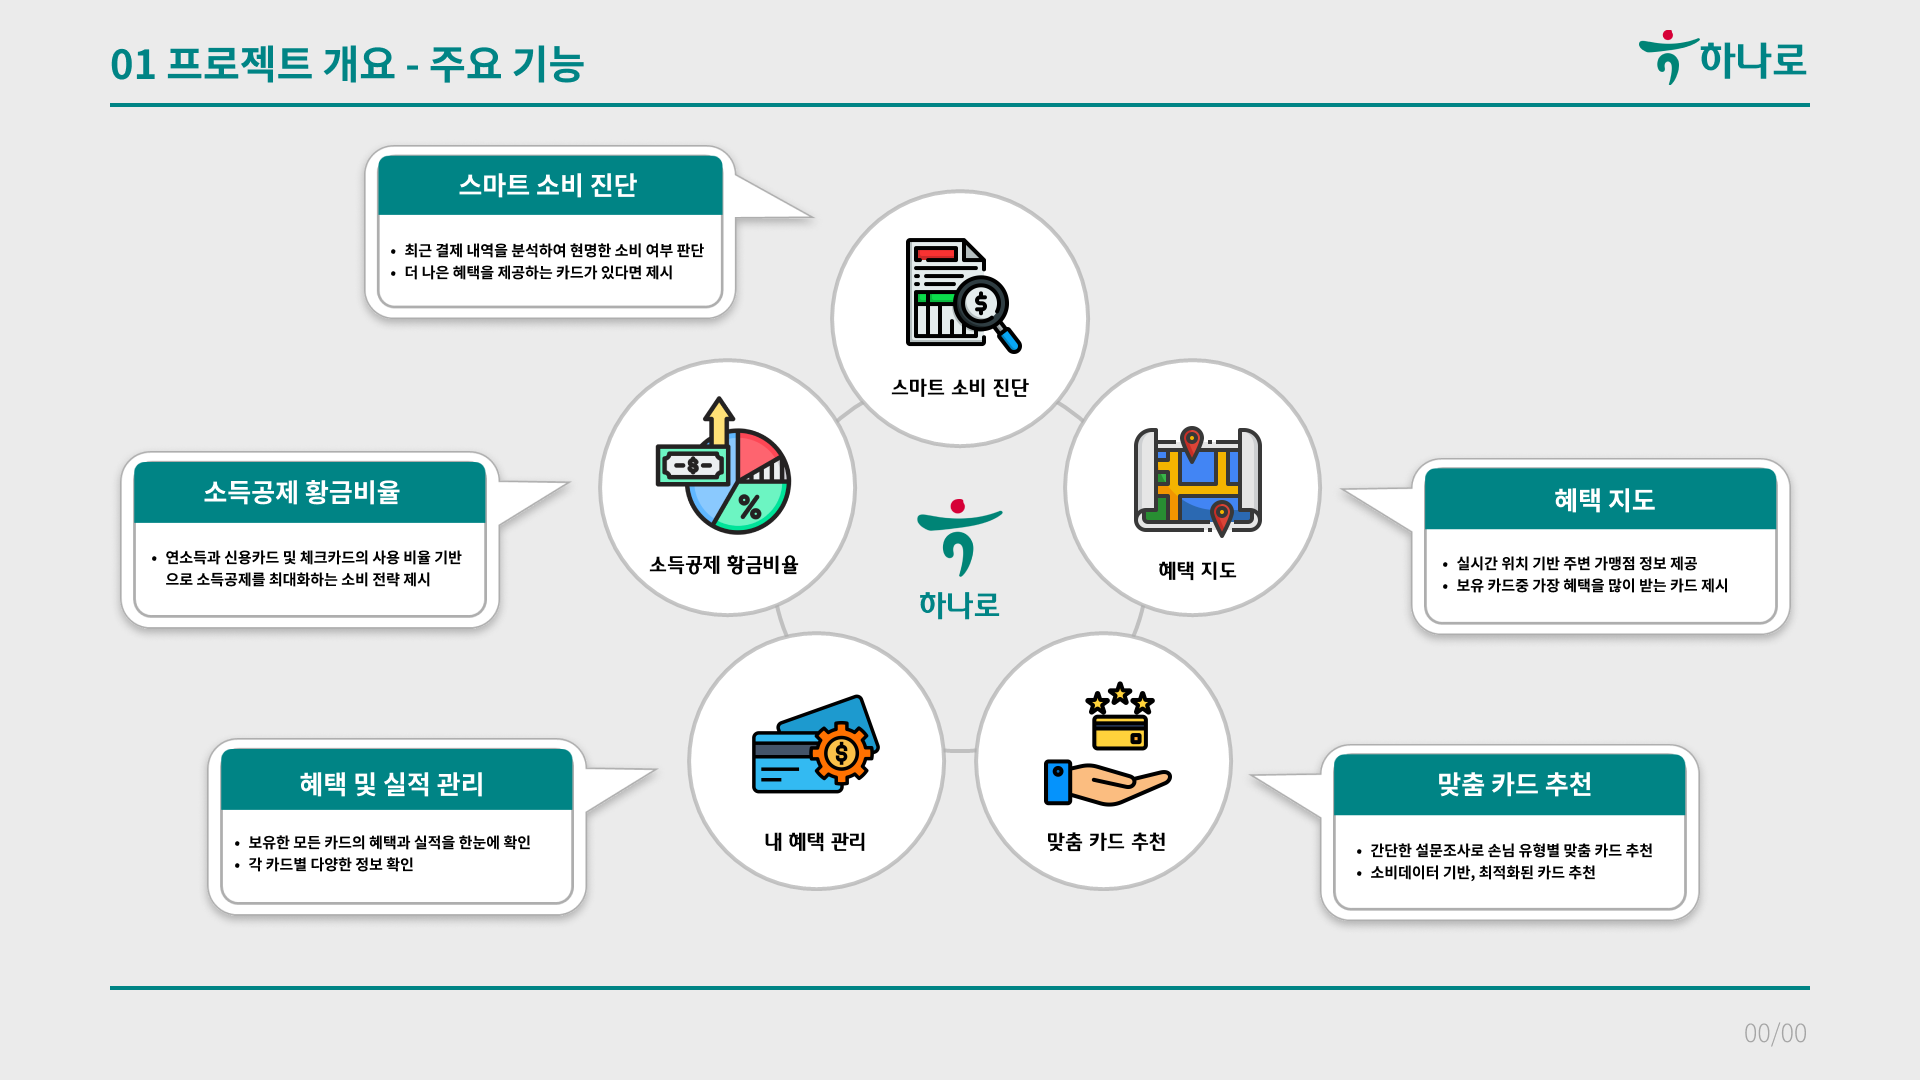 01 프로젝트 개요 - 주요 기능
하나로
스마트 소비 진단
최근 결제 내역을 분석하여 현명한 소비 여부 판단
더 나은 혜택을 제공하는 카드가 있다면 제시
$
스마트 소비 진단
소득공제 황금비율
연소득과 신용카드 및 체크카드의 사용 비율 기반
으로 소득공제를 최대화하는 소비 전략 제시
-$-
%
소득공제 황금비율
하나로
혜택 지도
혜택 지도
실시간 위치 기반 주변 가맹점 정보 제공
보유 카드중 가장 혜택을 많이 받는 카드 제시
혜택 및 실적 관리
보유한 모든 카드의 혜택과 실적을 한눈에 확인
각 카드별 다양한 정보 확인
$
내 혜택 관리
맞춤 카드 추천
맞춤 카드 추천
간단한 설문조사로 손님 유형별 맞춤 카드 추천
소비데이터 기반, 최적화된 카드 추천
00/00